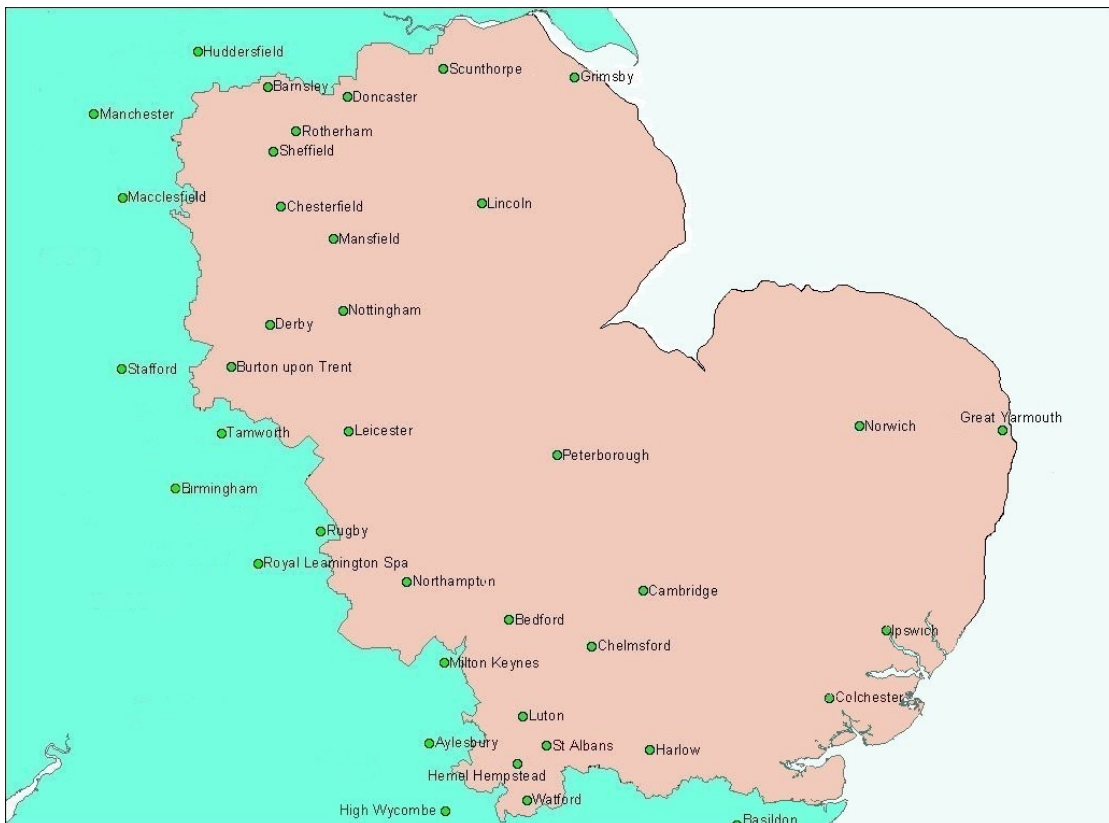 Huddersfield
Scunthorpe
Grimsby
Barnsley
Doncaster
Manchester
Rotherham
Sheffield
Macclesfield
Chesterfield
Lincoln
Mansfield
Nottingham
Derby
Stafford
Burton upon Trent
Great Yarmouth
Norwich
Tamworth
Leicester
Peterborough
Birmingham
Rugby
Royal Leamington Spa
Northampton
Cambridge
Bedford
Ipswich
Chelmsford
Milton Keynes
Colchester
Luton
Aylesbury
St Albans
Harlow
Hemel Hempstead
Watford
High Wycombe
Basildon